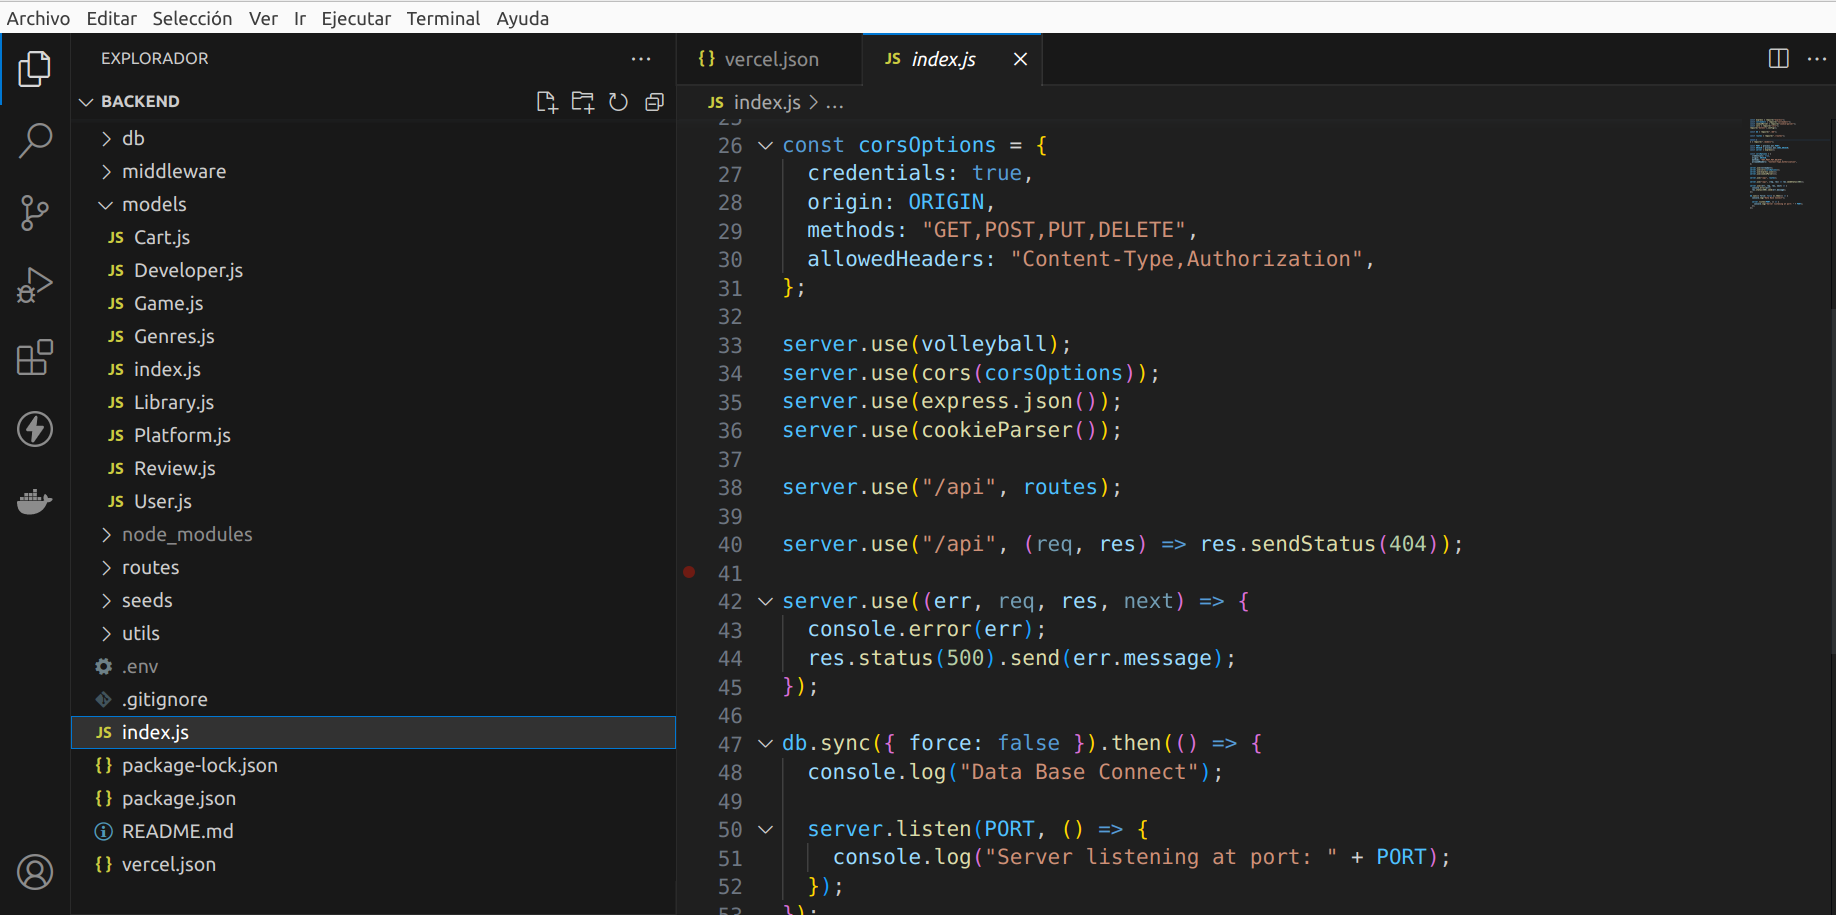 Archivo Editar Selección Ver Ir Ejecutar Terminal Ayuda
EXPLORADOR
BACKEND
db
middleware
models
JS Cart.js
JS Developer.js
JS Game.js
JS Genres.js
JS index.js
JS Library.js
JS Platform.js
JS Review.js
JS User.js
node_modules
routes
seeds
utils
.env
.gitignore
JS index.js
{} package-lock.json
{} package.json
README.md
{} vercel.json
{} vercel.json JS index.js
JS index.js > ...
25
26 const corsOptions = {
27 credentials: true,
28 origin: ORIGIN,
29 methods: "GET,POST,PUT,DELETE",
30 allowedHeaders: "Content-Type,Authorization",
31 };
32
33 server.use(volleyball);
34 server.use(cors(corsOptions));
35 server.use(express.json());
36 server.use(cookieParser());
37
38 server.use("/api", routes);
39
40 server.use("/api", (req, res) => res.sendStatus(404));
41
42 server.use((err, req, res, next) => {
43 console.error(err);
44 res.status(500).send(err.message);
45 });
46
47 db.sync({ force: false }).then(() => {
48 console.log("Data Base Connect");
49
50 server.listen(PORT, () => {
51 console.log("Server listening at port: " + PORT);
52 });
53 });